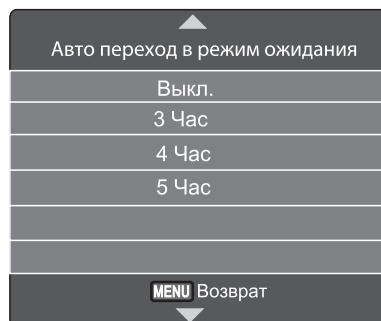 Авто переход в режим ожидания
Выкл.
3 Час
4 Час
5 Час
MENU Возврат